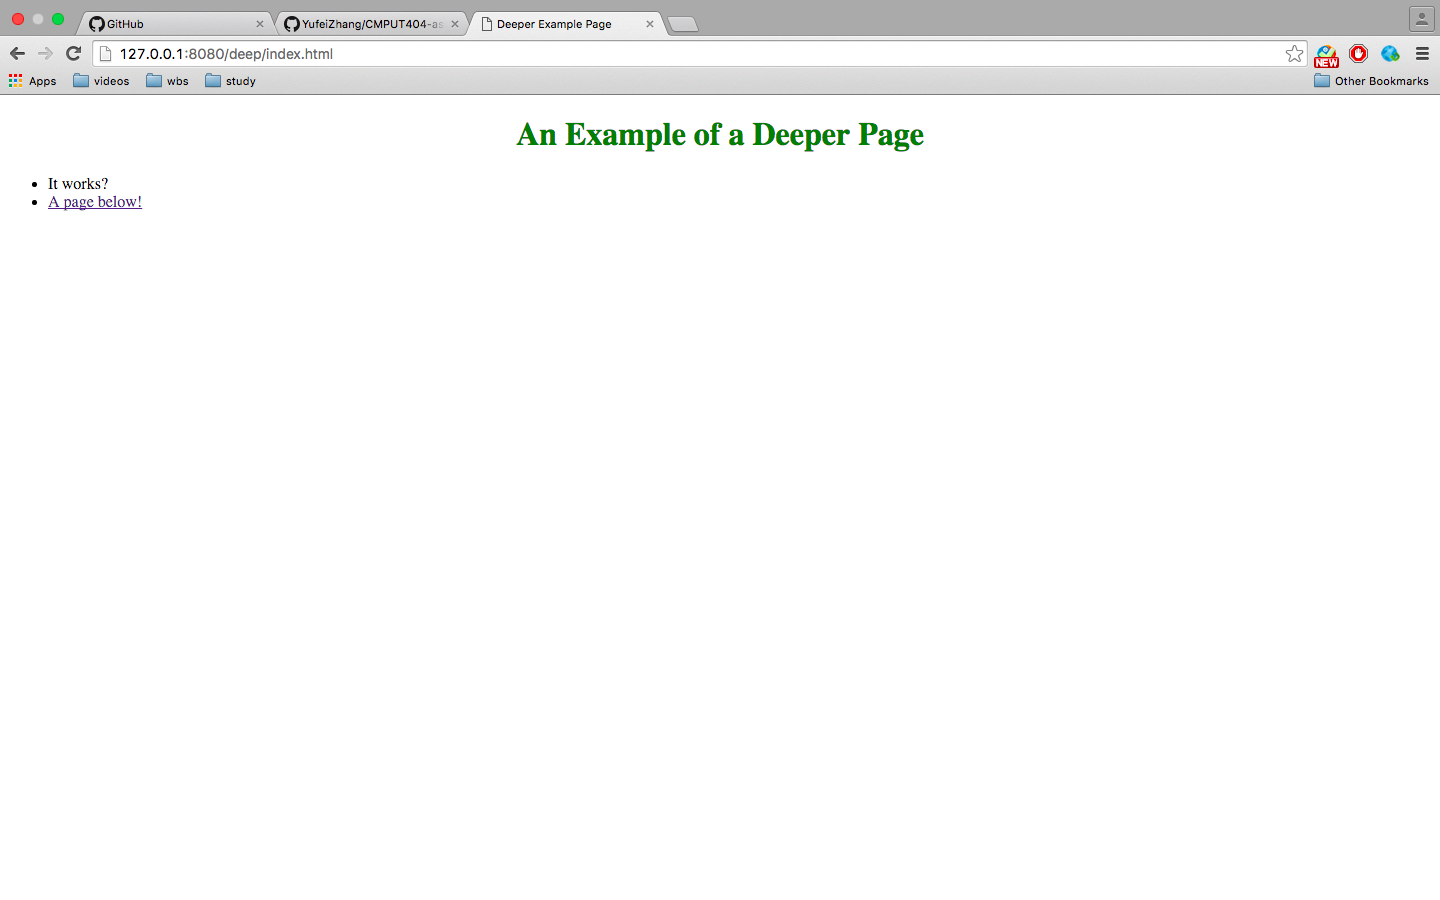 GitHub
YufeiZhang/CMPUT404-as
Deeper Example Page
127.0.0.1:8080/deep/index.html
NEW
Apps
videos
wbs
study
Other Bookmarks
An Example of a Deeper Page
It works?
A page below!